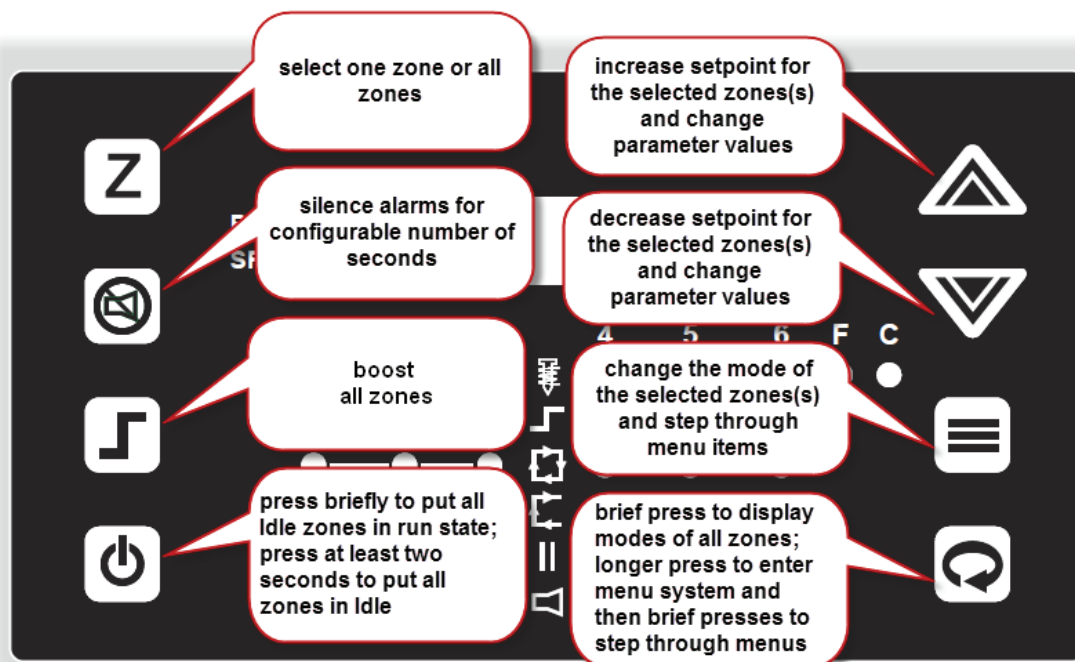 select one zone or all
zones
increase setpoint for
the selected zones(s)
and change
parameter values
Z
silence alarms for
configurable number of
seconds
decrease setpoint for
the selected zones(s)
and change
parameter values
4 5 6 F C
boost
all zones
change the mode of
the selected zones(s)
and step through
menu items
press briefly to put all
Idle zones in run state;
press at least two
seconds to put all
zones in Idle
brief press to display
modes of all zones;
longer press to enter
menu system and
then brief presses to
step through menus